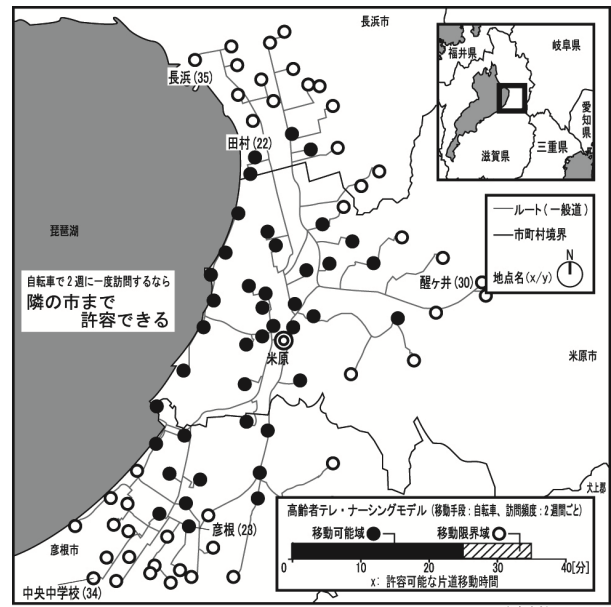 長浜市
福井県
岐阜県
愛知県
滋賀県
三重県
長浜(35)
田村(22)
琵琶湖
ルート(一般道)
市町村境界
地点名(x/y)
N
自転車で2週に一度訪問するなら
隣の市まで
許容できる
醒ヶ井(30)
米原
米原市
犬上郡
高齢者テレ・ナーシングモデル(移動手段:自転車、訪問頻度:2週間ごと)
移動可能域
移動限界域
0 10 20 30 40[分]
x: 許容可能な片道移動時間
彦根(23)
彦根市
中央中学校(34)